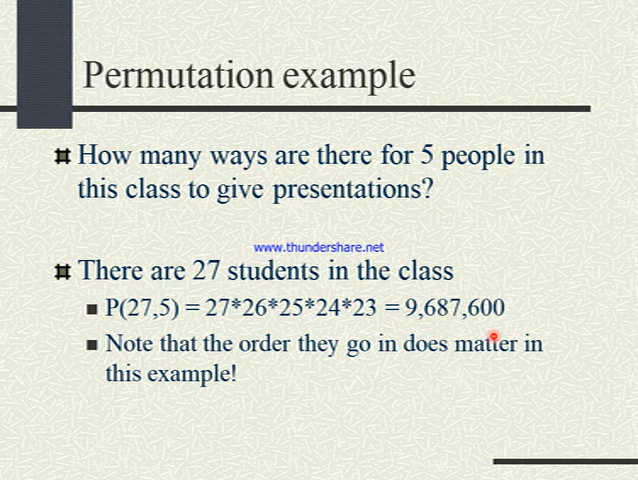 Permutation example
How many ways are there for 5 people in
this class to give presentations?
www.thundershare.net
There are 27 students in the class
P(27,5) = 27*26*25*24*23 = 9,687,600
Note that the order they go in does matter in
this example!